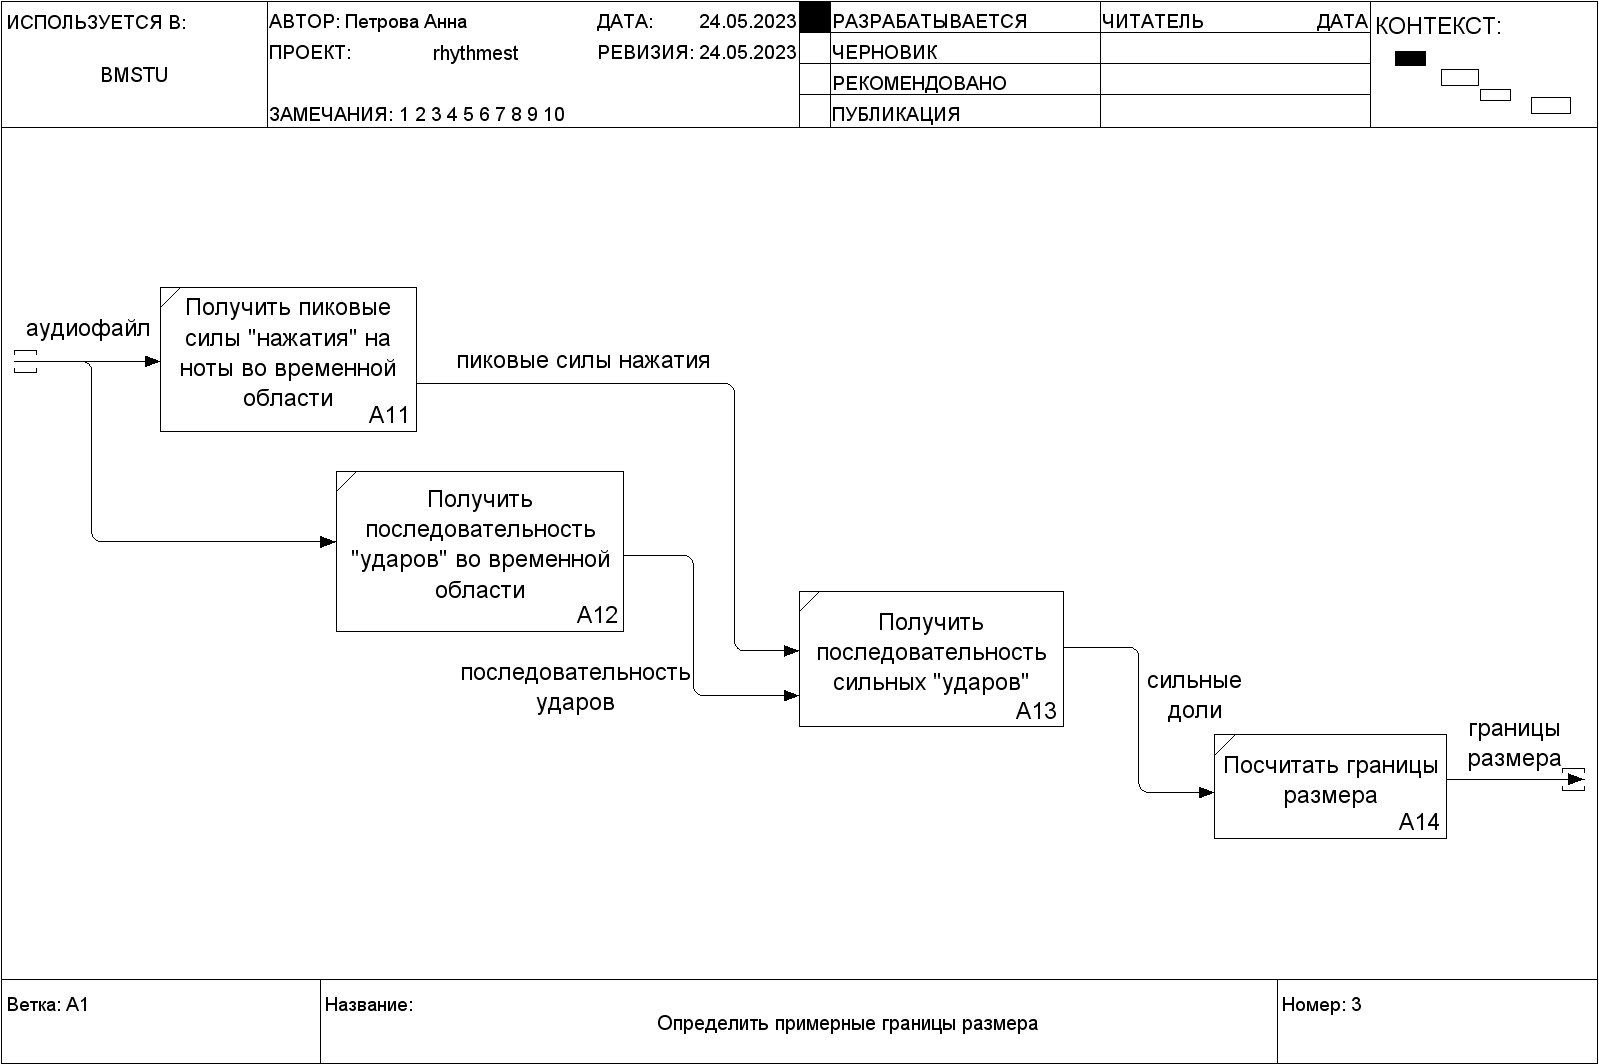 ИСПОЛЬЗУЕТСЯ В:
BMSTU
АВТОР: Петрова Анна
ДАТА: 24.05.2023
ПРОЕКТ: rhythmest
РЕВИЗИЯ: 24.05.2023
ЗАМЕЧАНИЯ: 1 2 3 4 5 6 7 8 9 10
РАЗРАБАТЫВАЕТСЯ
ЧЕРНОВИК
РЕКОМЕНДОВАНО
ПУБЛИКАЦИЯ
ЧИТАТЕЛЬ ДАТА
КОНТЕКСТ:
аудиофайл
Получить пиковые
силы "нажатия" на
ноты во временной
области
A11
пиковые силы нажатия
Получить
последовательность
"ударов" во временной
области
A12
последовательность
ударов
Получить
последовательность
сильных "ударов"
A13
сильные
доли
Посчитать границы
размера
A14
границы
размера
Ветка: A1
Название:
Определить примерные границы размера
Номер: 3